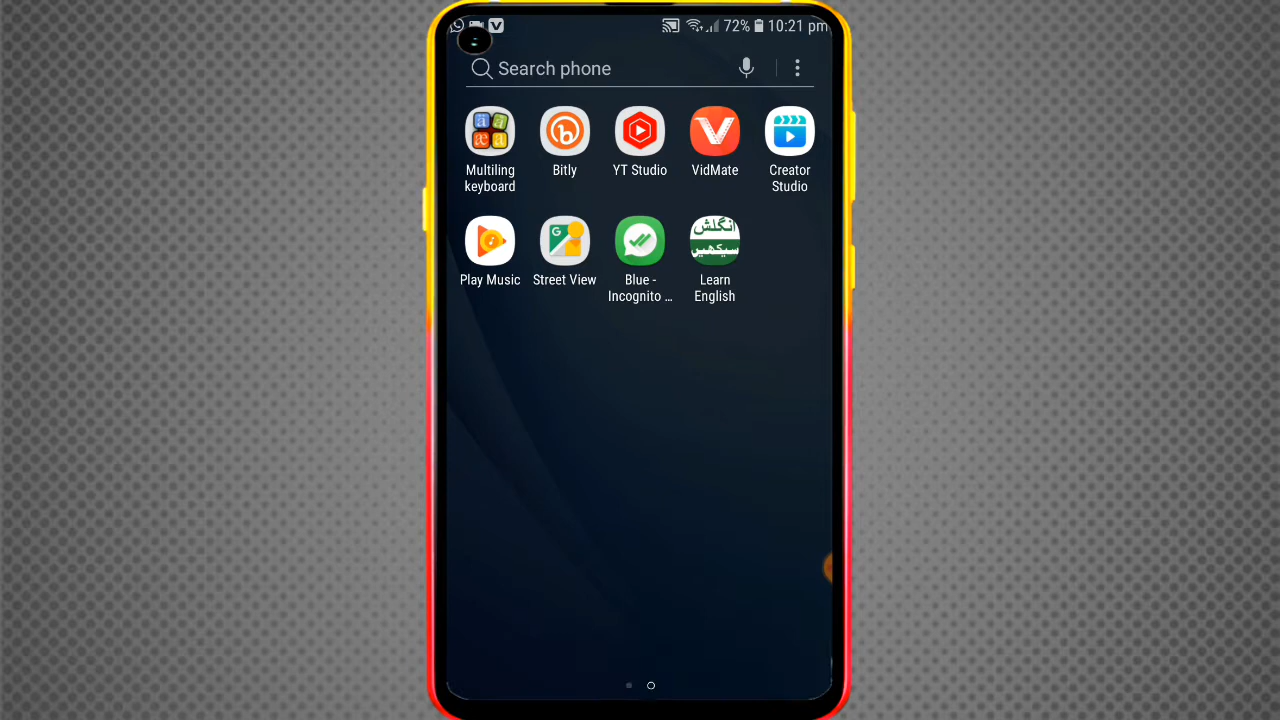 72% 10:21 pm
Search phone
Multiling
keyboard
Bitly
YT Studio
VidMate
Creator
Studio
Play Music
Street View
Blue -
Incognito ...
انگلش
سیکھیں
Learn
English